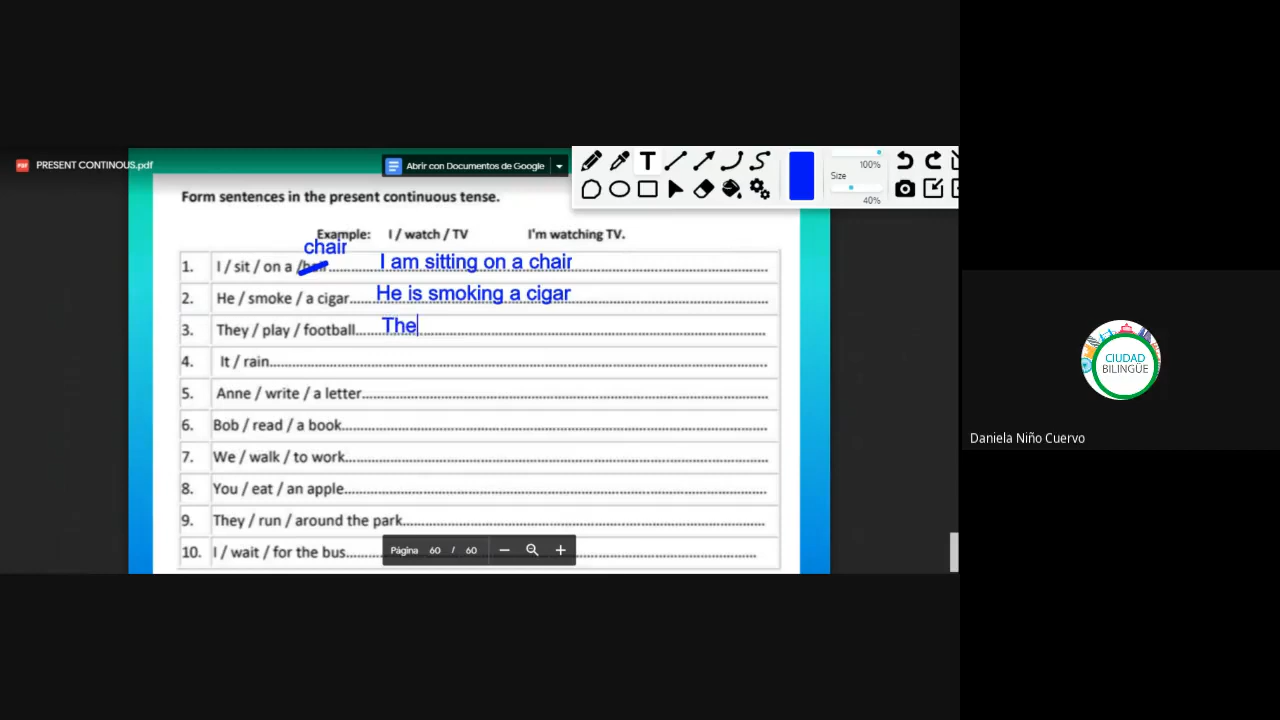 PRESENT CONTINOUS.pdf
Abrir con Documentos de Google
100%
Size
40%
Form sentences in the present continuous tense.
Example: I / watch / TV I'm watching TV.
chair
1. I / sit / on a / I am sitting on a chair
2. He / smoke / a cigar He is smoking a cigar
3. They / play / football The
4. It / rain
5. Anne / write / a letter
6. Bob / read / a book
7. We / walk / to work
8. You / eat / an apple
9. They / run / around the park
10. I / wait / for the bus
Página 60 / 60
CIUDAD
BILINGÜE
Daniela Niño Cuervo